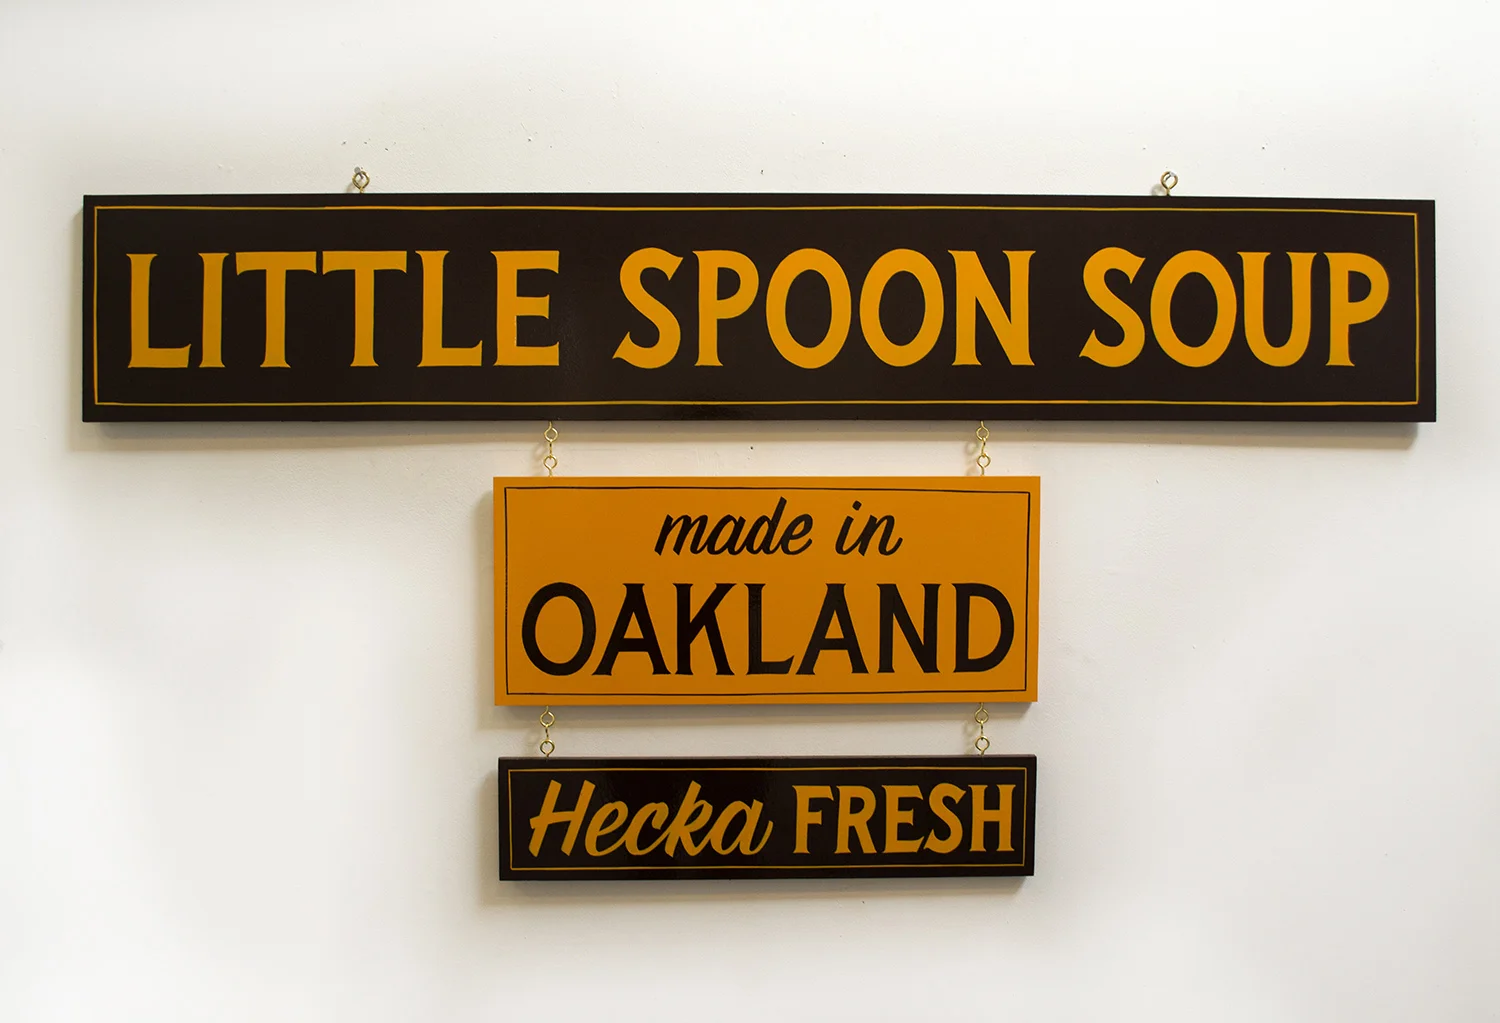 LITTLE SPOON SOUP
made in
OAKLAND
Hecka FRESH